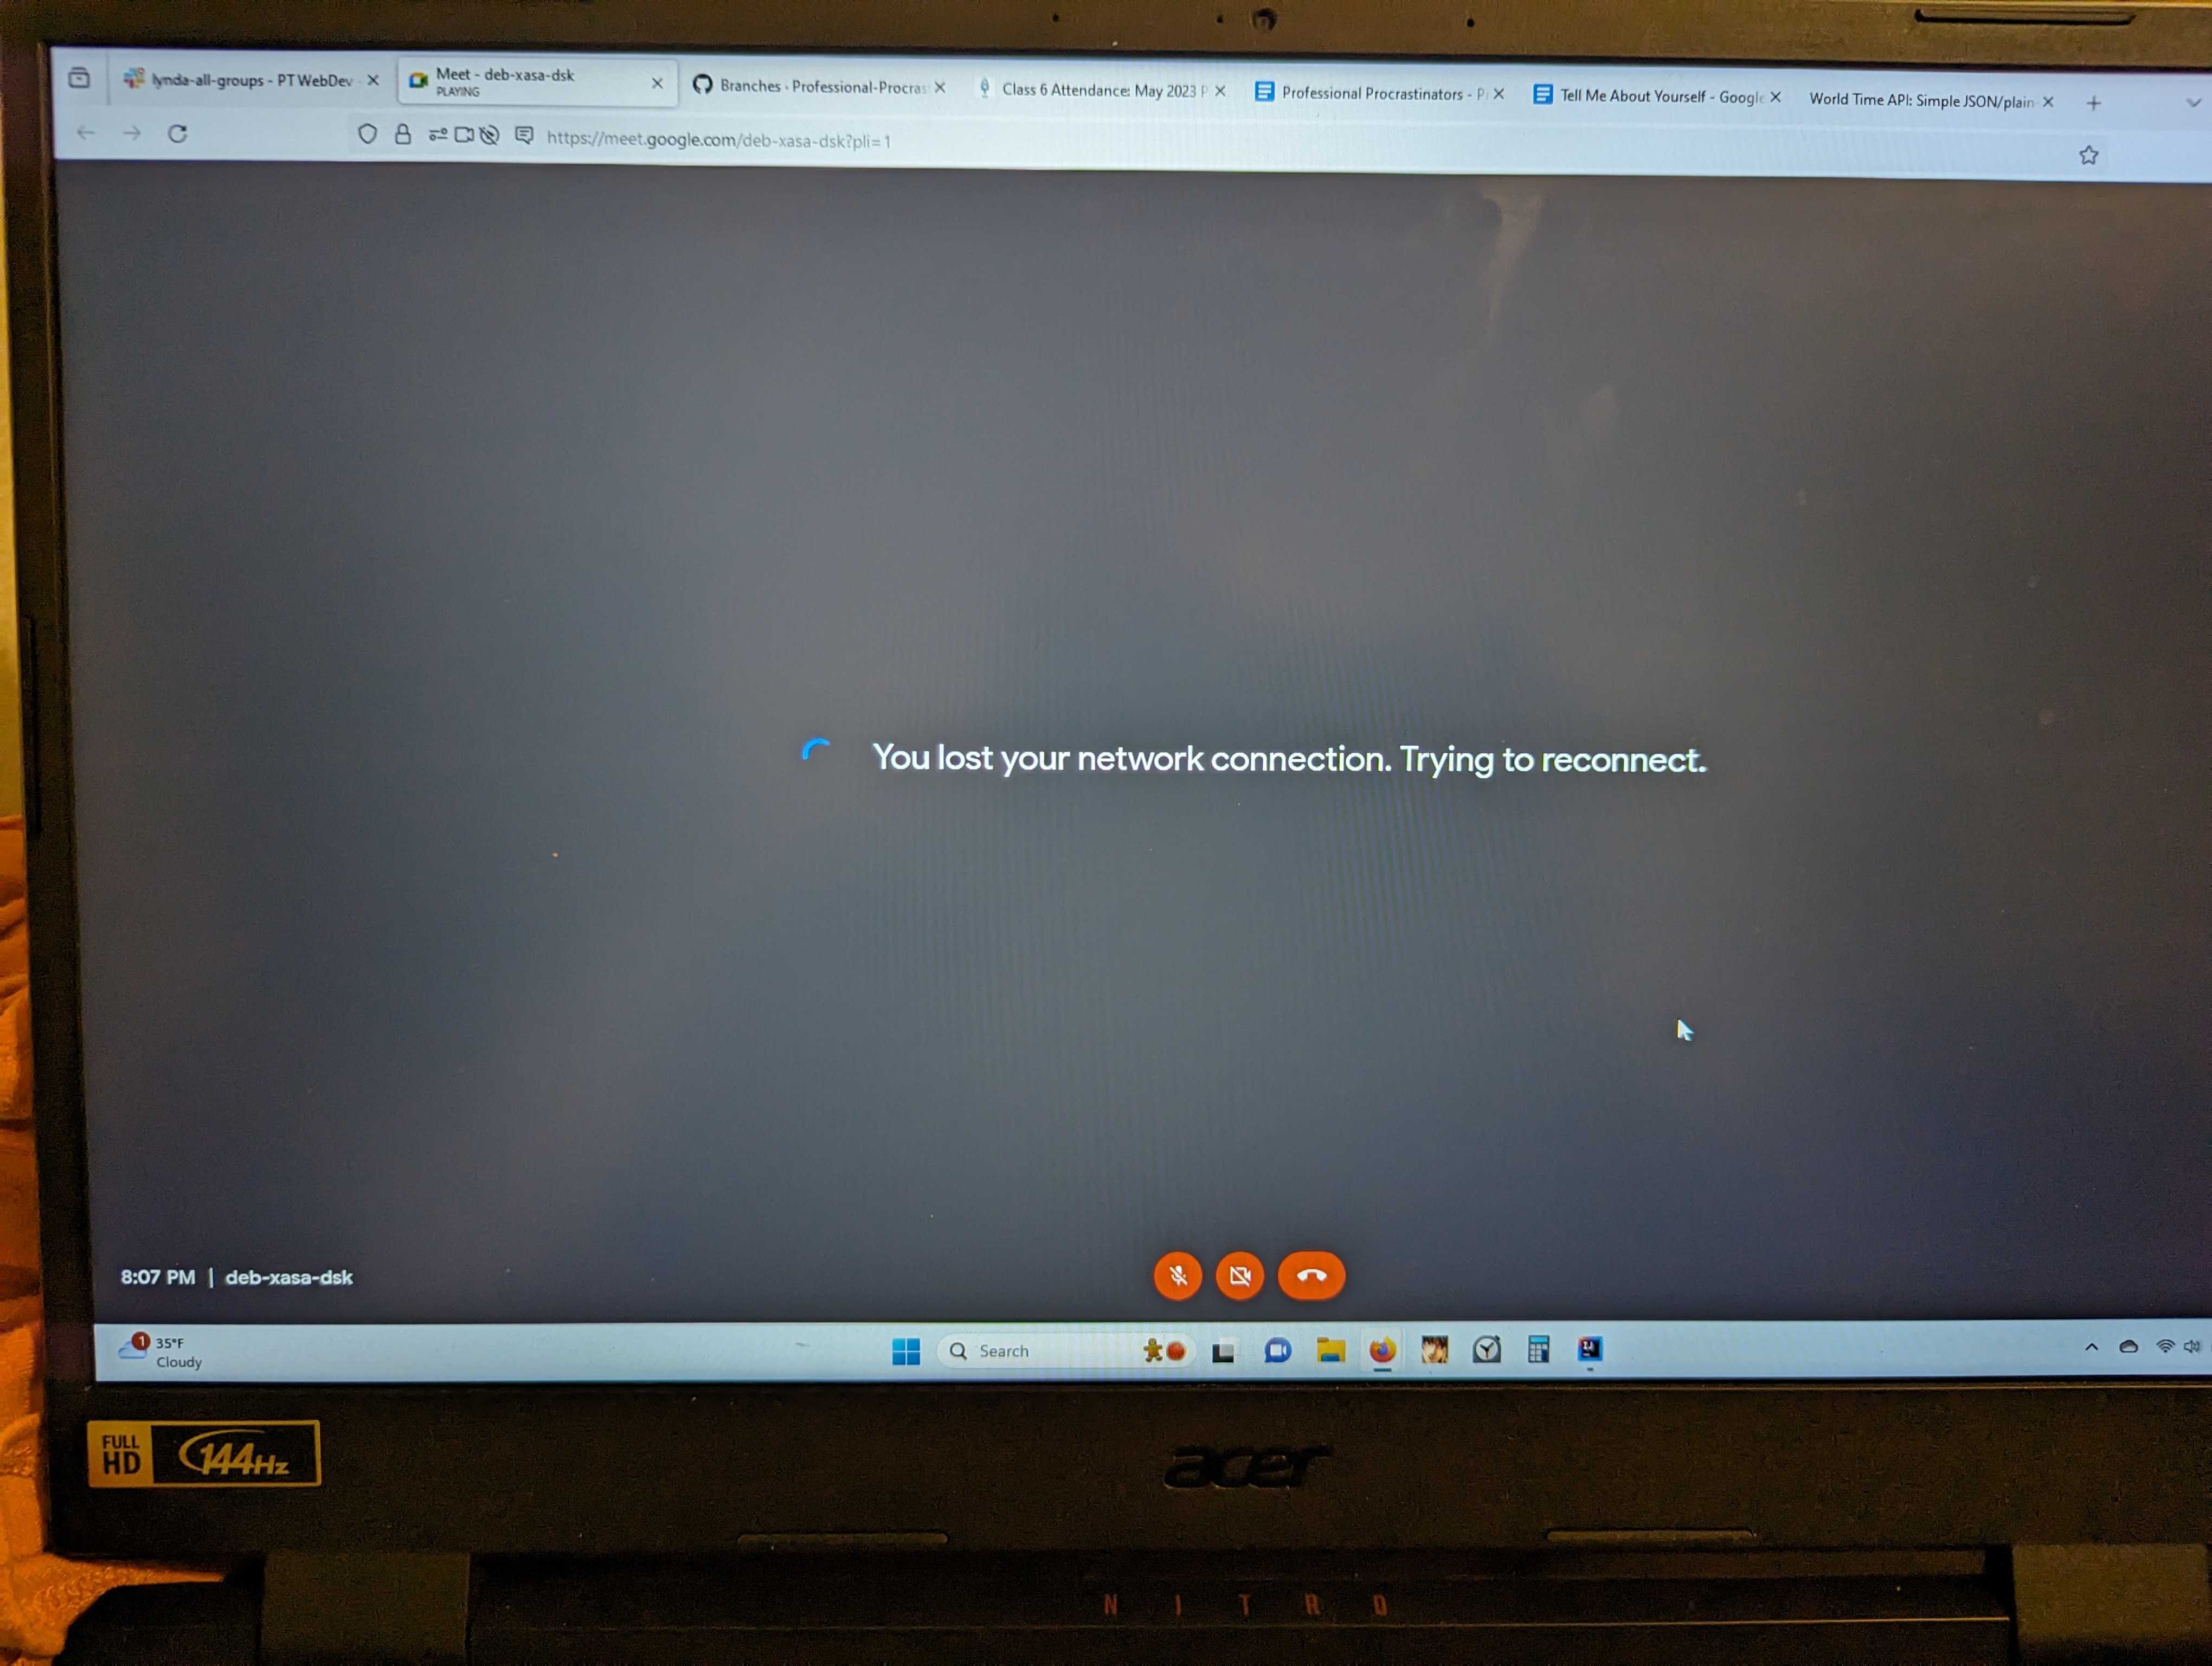 lynda-all-groups - PT WebDev
Meet - deb-xasa-dsk
PLAYING
Branches · Professional-Procras
Class 6 Attendance: May 2023 P
Professional Procrastinators - P
Tell Me About Yourself - Google
World Time API: Simple JSON/plain
https://meet.google.com/deb-xasa-dsk?pli=1
You lost your network connection. Trying to reconnect.
8:07 PM | deb-xasa-dsk
1
35°F
Cloudy
Search
IJ
FULL
HD
144Hz
acer
NITRO